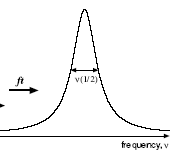 ft
ν(1/2)
frequency, ν